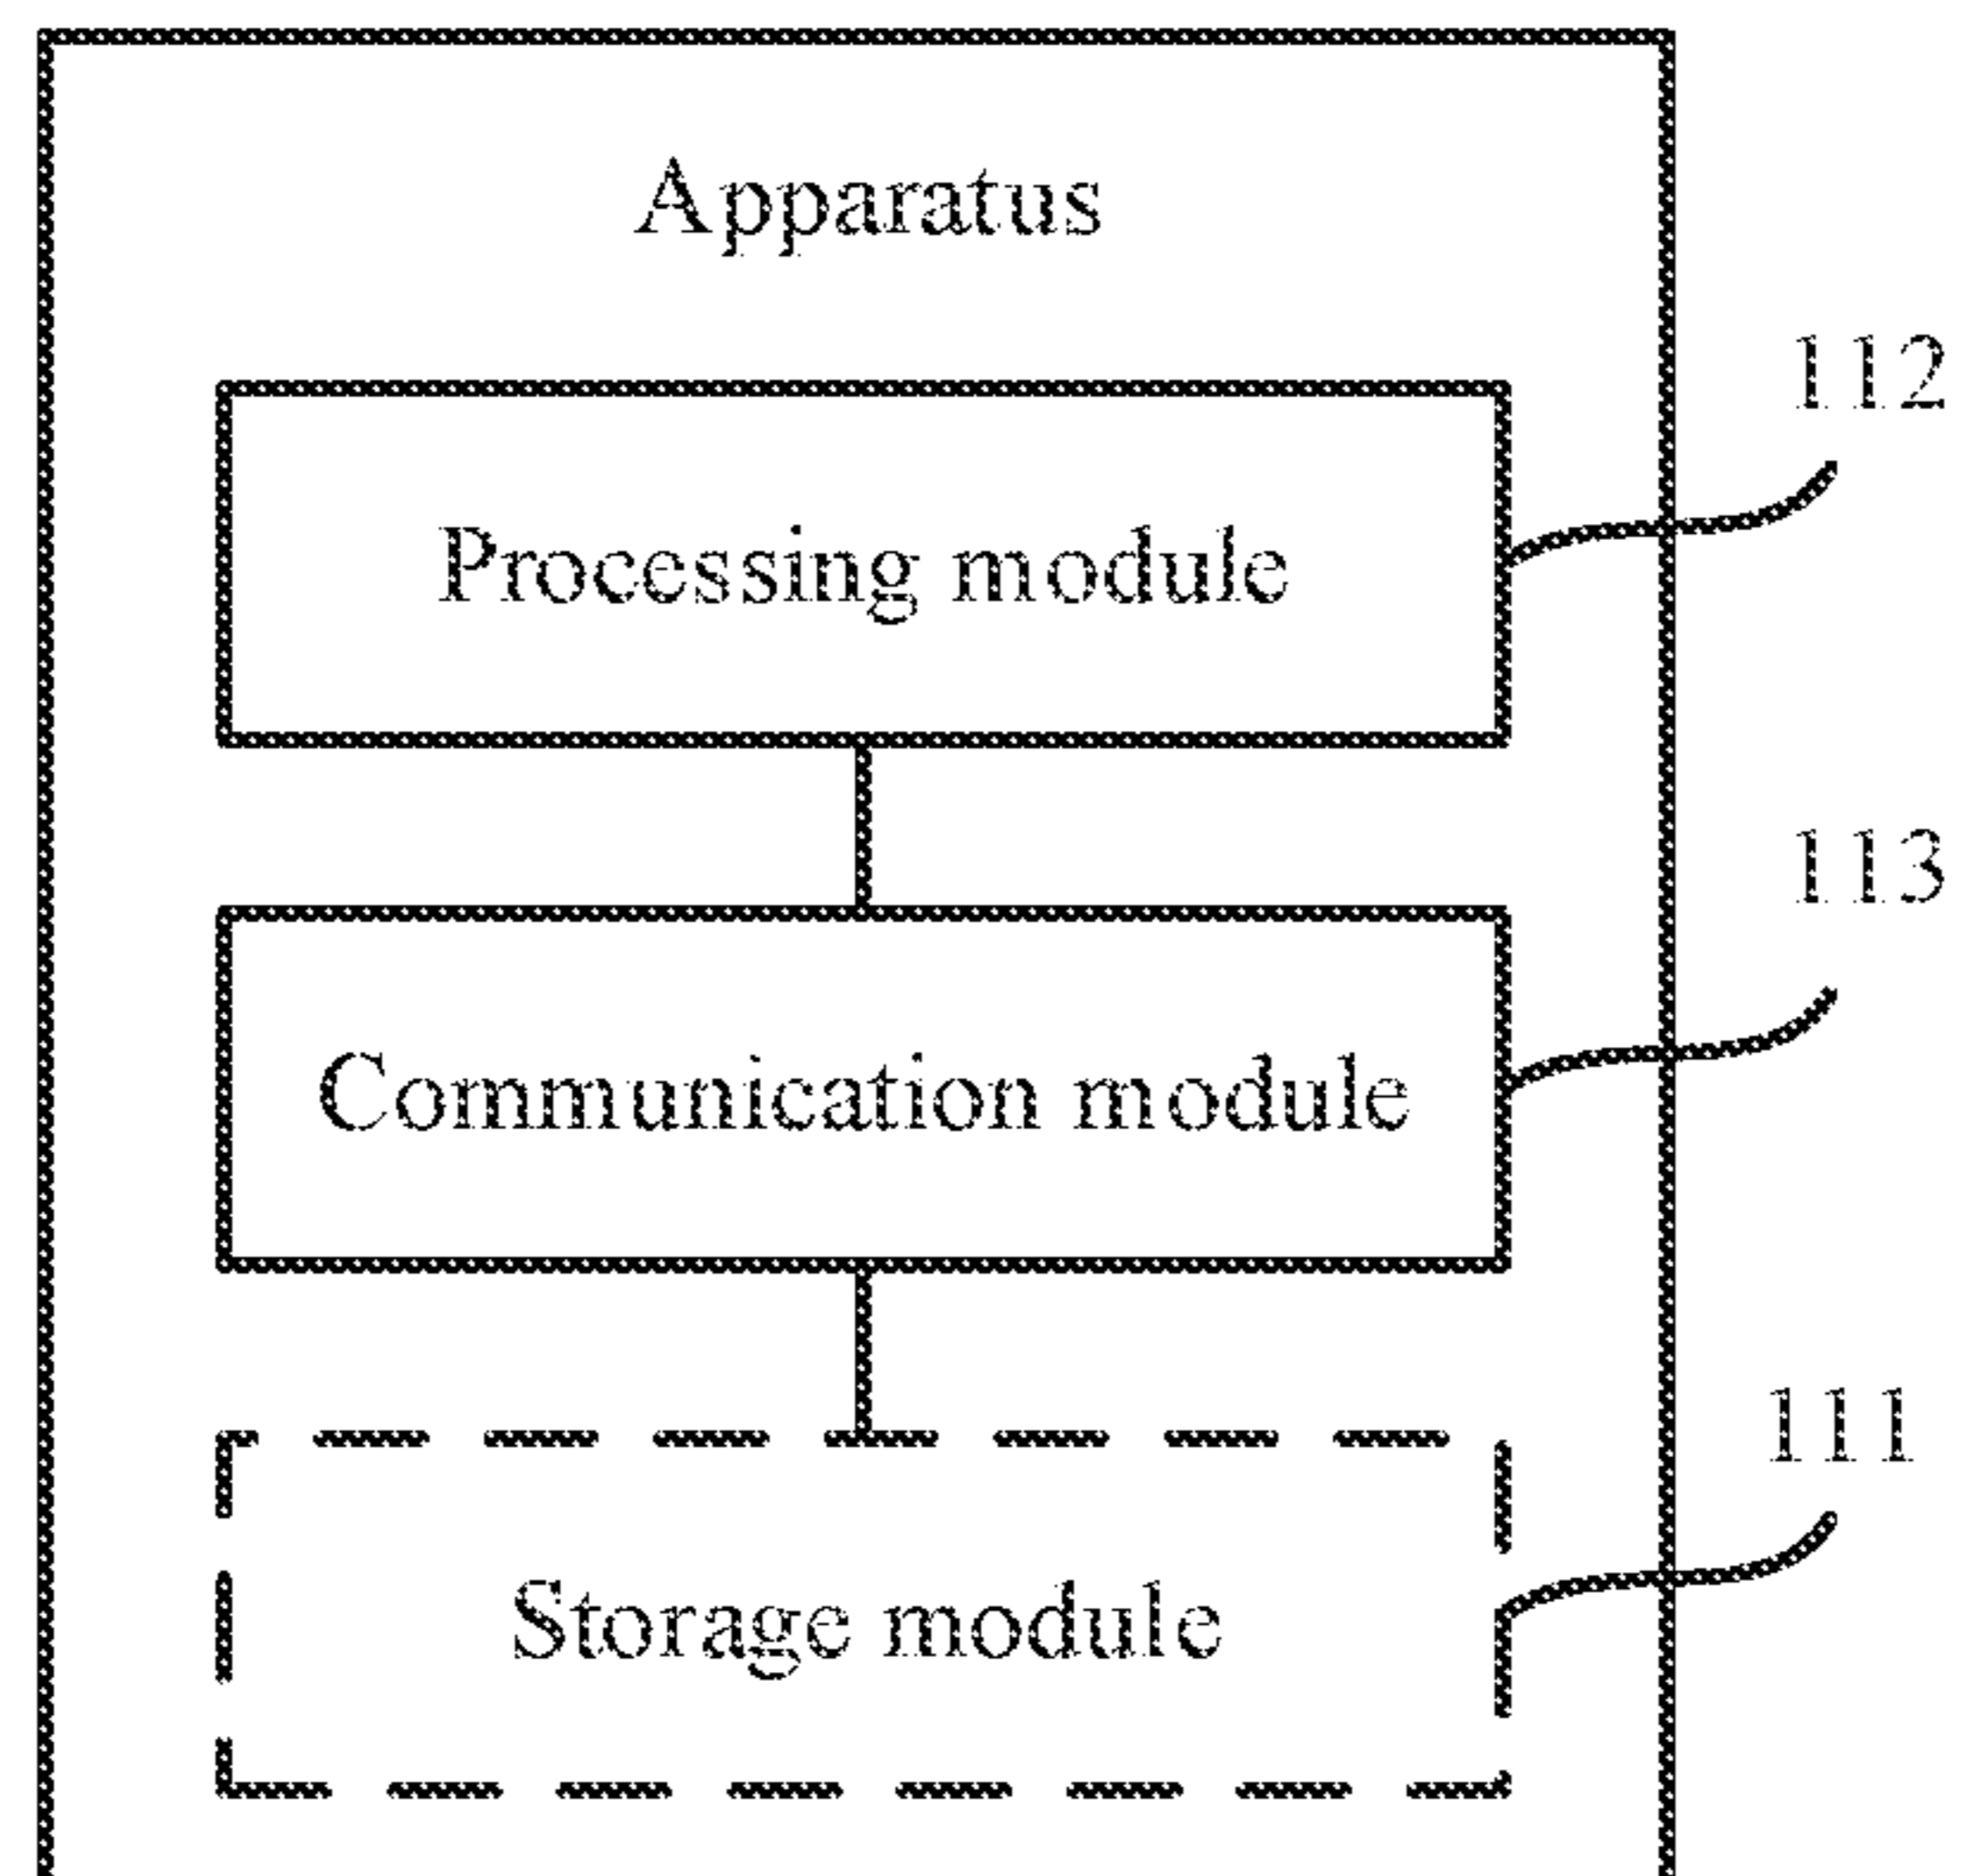 Apparatus
112
Processing module
113
Communication module
111
Storage module